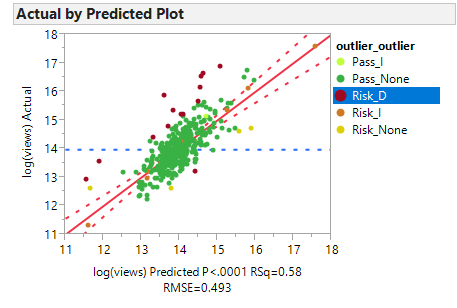 Actual by Predicted Plot
18
17
16
15
14
13
12
11
log(views) Actual
11 12 13 14 15 16 17 18
log(views) Predicted P<.0001 RSq=0.58
RMSE=0.493
outlier_outlier
Pass_I
Pass_None
Risk_D
Risk_I
Risk_None